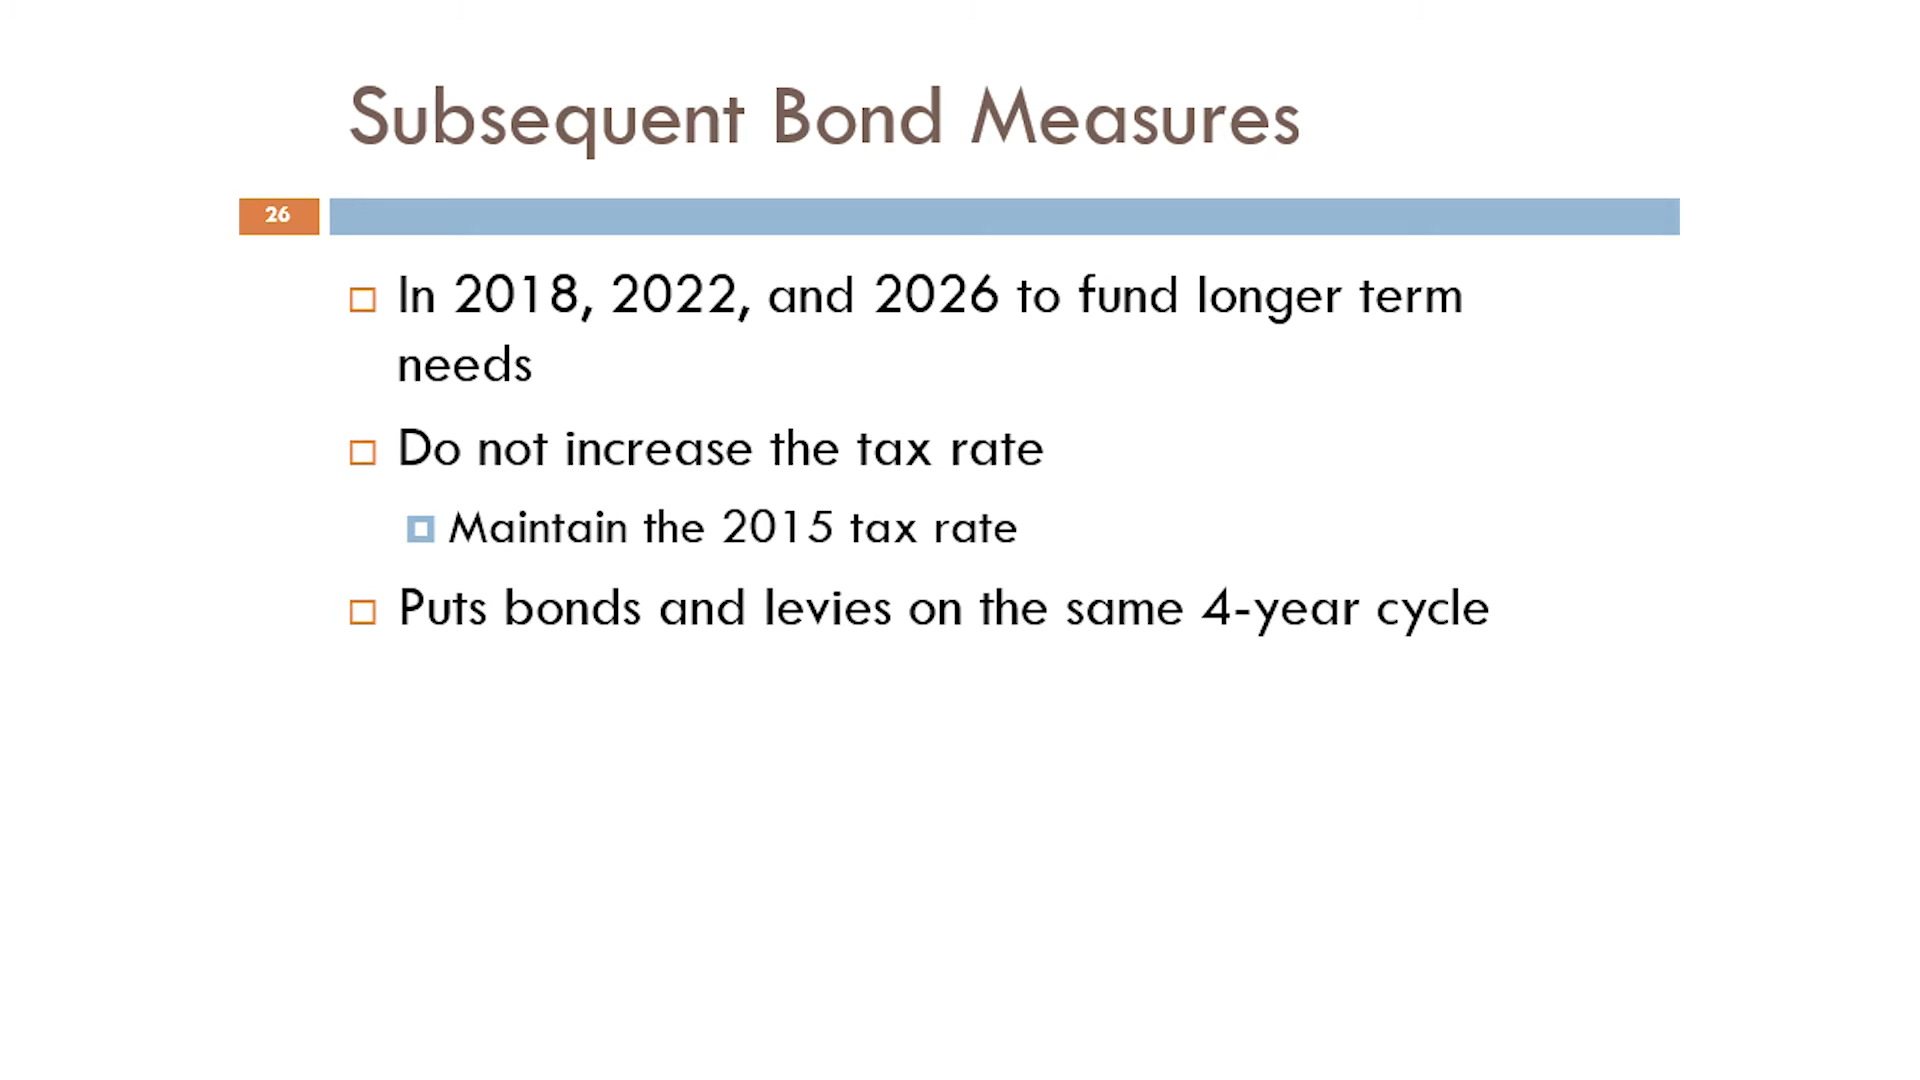 Subsequent Bond Measures
26
In 2018, 2022, and 2026 to fund longer term
needs
Do not increase the tax rate
Maintain the 2015 tax rate
Puts bonds and levies on the same 4-year cycle